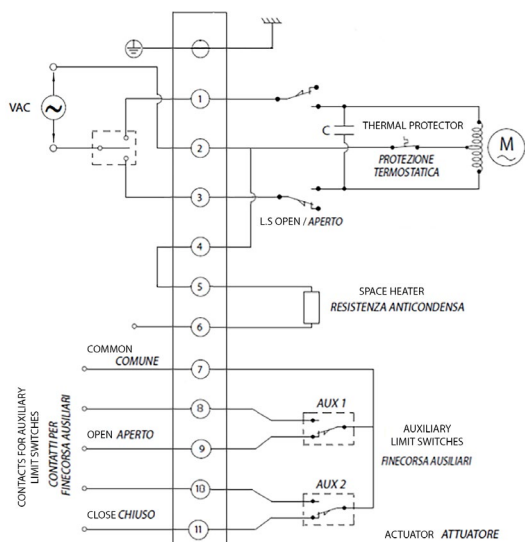 VAC
1
2
3
4
5
6
7
8
9
10
11
C
THERMAL PROTECTOR
PROTEZIONE
TERMOSTATICA
M
L.S OPEN / APERTO
SPACE HEATER
RESISTENZA ANTICONDENSA
COMMON
COMUNE
CONTACTS FOR AUXILIARY
LIMIT SWITCHES
CONTATTI PER
FINECORSA AUSILIARI
OPEN APERTO
CLOSE CHIUSO
AUX 1
AUX 2
AUXILIARY
LIMIT SWITCHES
FINECORSA AUSILIARI
ACTUATOR ATTUATORE